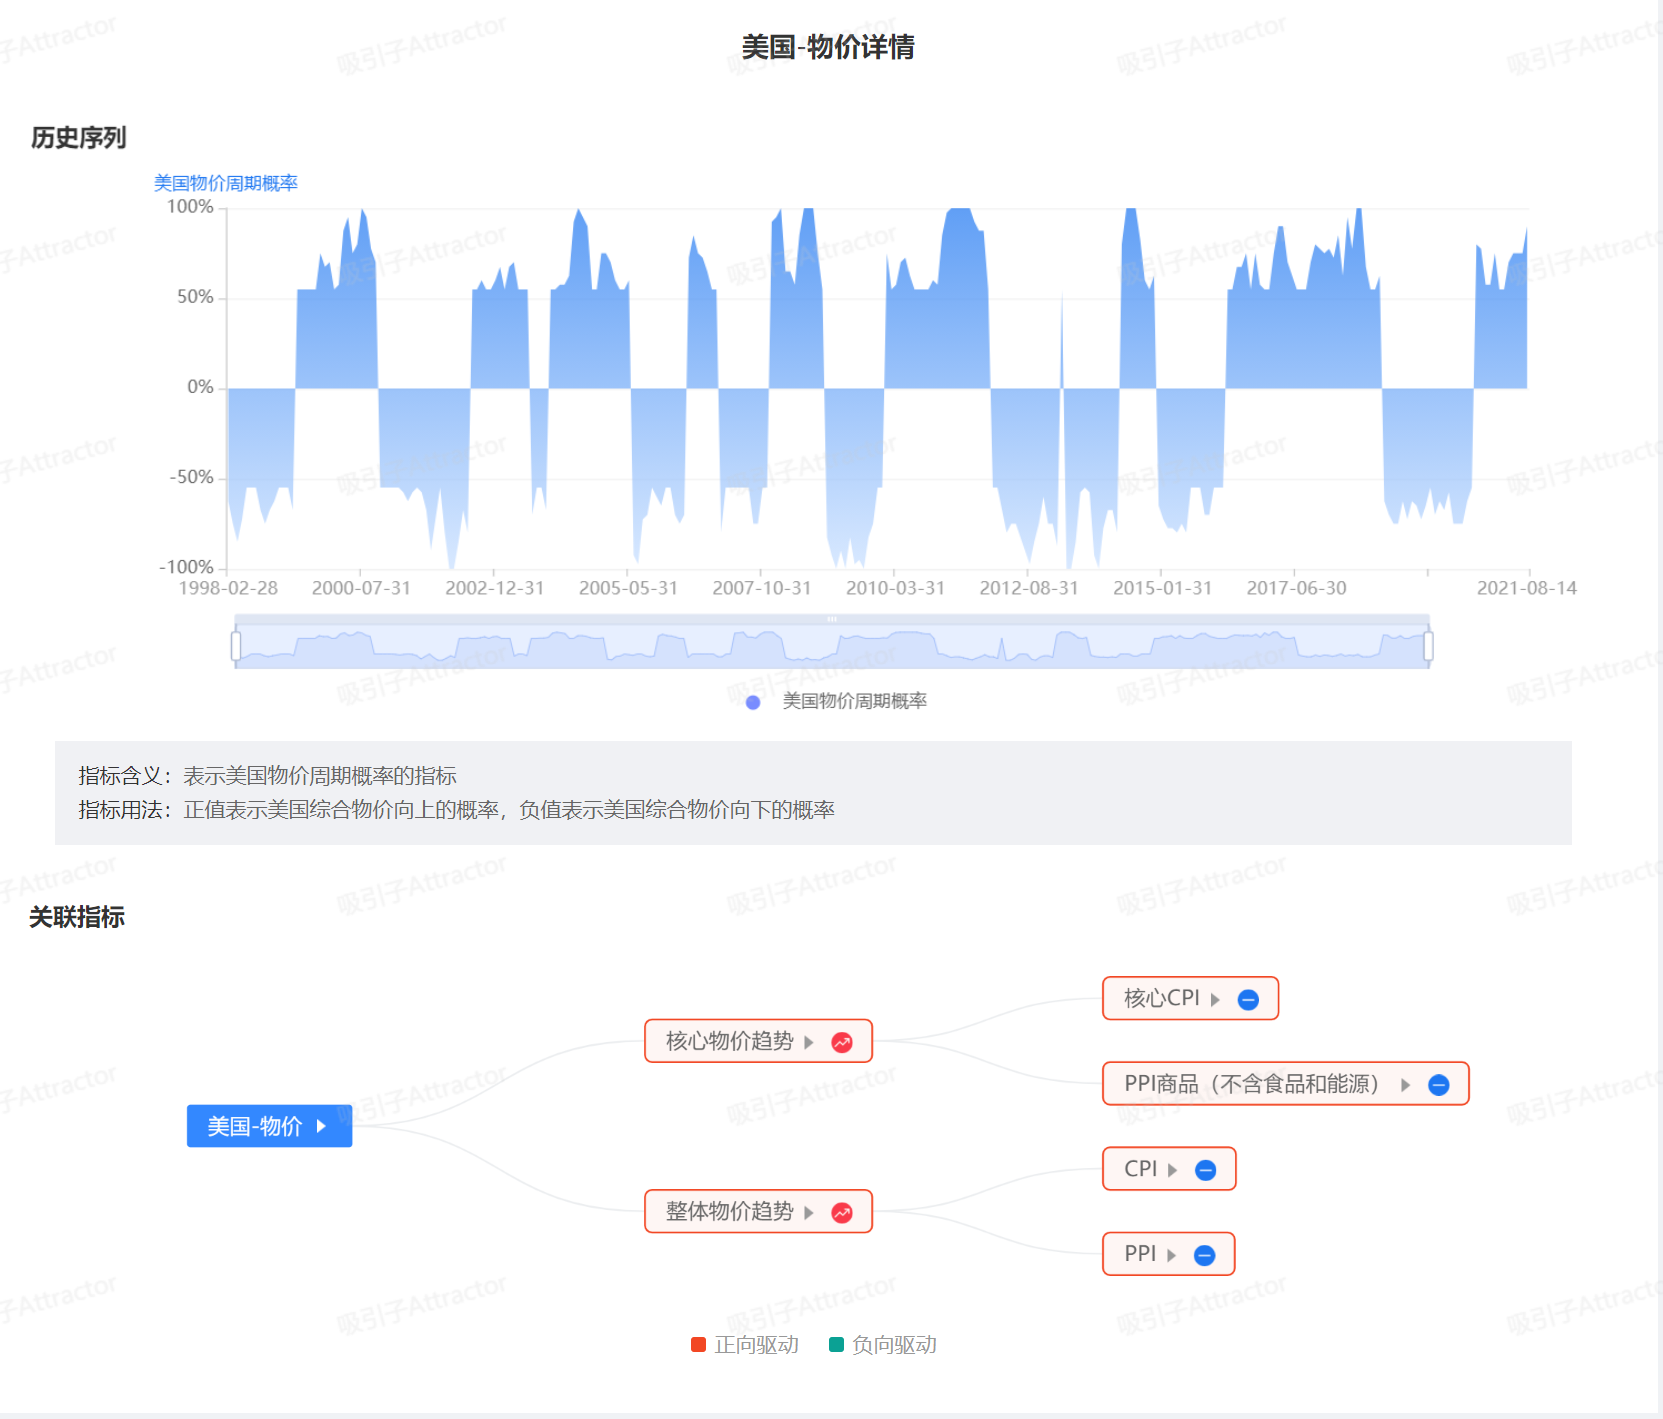 美国-物价详情
历史序列
美国物价周期概率
100%
50%
0%
-50%
-100%
1998-02-28 2000-07-31 2002-12-31 2005-05-31 2007-10-31 2010-03-31 2012-08-31 2015-01-31 2017-06-30 2021-08-14
美国物价周期概率
指标含义：表示美国物价周期概率的指标
指标用法：正值表示美国综合物价向上的概率，负值表示美国综合物价向下的概率
关联指标
核心CPI
核心物价趋势
PPI商品（不含食品和能源）
美国-物价
CPI
整体物价趋势
PPI
正向驱动 负向驱动
吸引子Attractor